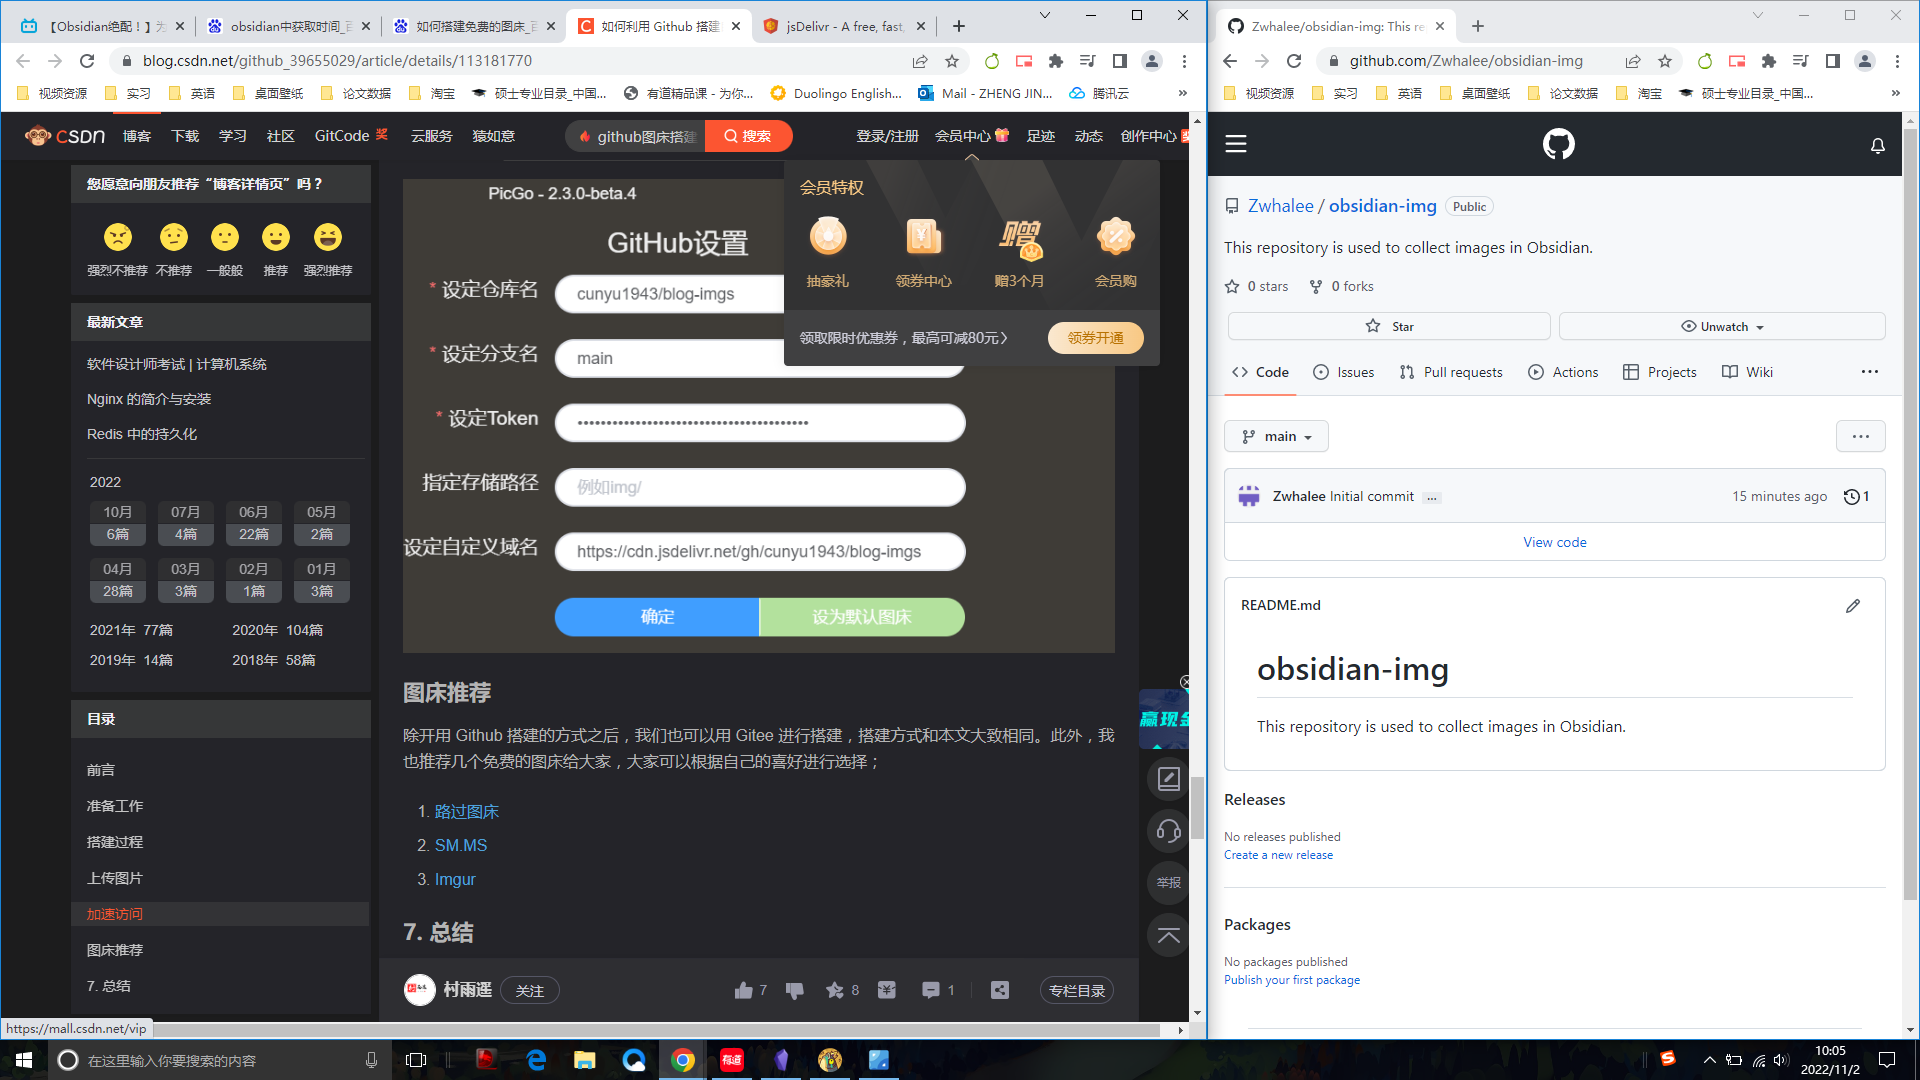 【Obsidian绝配！】为
obsidian中获取时间_百
如何搭建免费的图床_百
如何利用 Github 搭建
jsDelivr - A free, fast,
blog.csdn.net/github_39655029/article/details/113181770
视频资源 实习 英语 桌面壁纸 论文数据 淘宝 硕士专业目录_中国... 有道精品课 - 为你... Duolingo English... Mail - ZHENG JIN... 腾讯云 »
CSDN 博客 下载 学习 社区 GitCode 奖 云服务 猿如意
github图床搭建 搜索
登录/注册 会员中心 足迹 动态 创作中心
您愿意向朋友推荐“博客详情页”吗？
强烈不推荐 不推荐 一般般 推荐 强烈推荐
最新文章
软件设计师考试 | 计算机系统
Nginx 的简介与安装
Redis 中的持久化
2022
10月 07月 06月 05月
6篇 4篇 22篇 2篇
04月 03月 02月 01月
28篇 3篇 1篇 3篇
2021年 77篇 2020年 104篇
2019年 14篇 2018年 58篇
目录
前言
准备工作
搭建过程
上传图片
加速访问
图床推荐
7. 总结
PicGo - 2.3.0-beta.4
GitHub设置
* 设定仓库名 cunyu1943/blog-imgs
* 设定分支名 main
* 设定Token ••••••••••••••••••••••••••••••••••••••••
指定存储路径 例如img/
设定自定义域名 https://cdn.jsdelivr.net/gh/cunyu1943/blog-imgs
确定 设为默认图床
会员特权
赠
抽豪礼 领券中心 赠3个月 会员购
领取限时优惠券，最高可减80元
领券开通
图床推荐
除开用 Github 搭建的方式之后，我们也可以用 Gitee 进行搭建，搭建方式和本文大致相同。此外，我
也推荐几个免费的图床给大家，大家可以根据自己的喜好进行选择；
1. 路过图床
2. SM.MS
3. Imgur
7. 总结
赢现金
举报
村雨遥 关注 7 8 1 专栏目录
https://mall.csdn.net/vip
Zwhalee/obsidian-img: This re
github.com/Zwhalee/obsidian-img
视频资源 实习 英语 桌面壁纸 论文数据 淘宝 硕士专业目录_中国... »
Zwhalee / obsidian-img Public
This repository is used to collect images in Obsidian.
0 stars 0 forks
Star Unwatch
Code Issues Pull requests Actions Projects Wiki ...
main ...
Zwhalee Initial commit ... 15 minutes ago 1
View code
README.md
obsidian-img
This repository is used to collect images in Obsidian.
Releases
No releases published
Create a new release
Packages
No packages published
Publish your first package
在这里输入你要搜索的内容
有道
10:05
2022/11/2